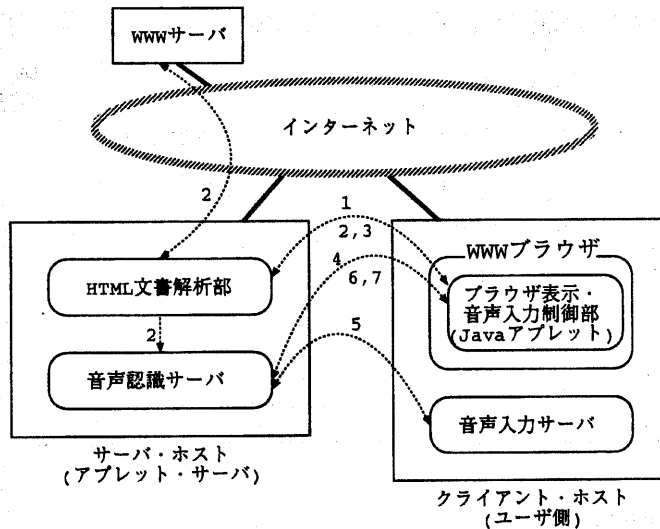 WWWサーバ
インターネット
2
1
2,3
4
6,7
5
2
HTML文書解析部
音声認識サーバ
サーバ・ホスト
(アプレット・サーバ)
WWWブラウザ
ブラウザ表示・
音声入力制御部
(Javaアプレット)
音声入力サーバ
クライアント・ホスト
(ユーザ側)